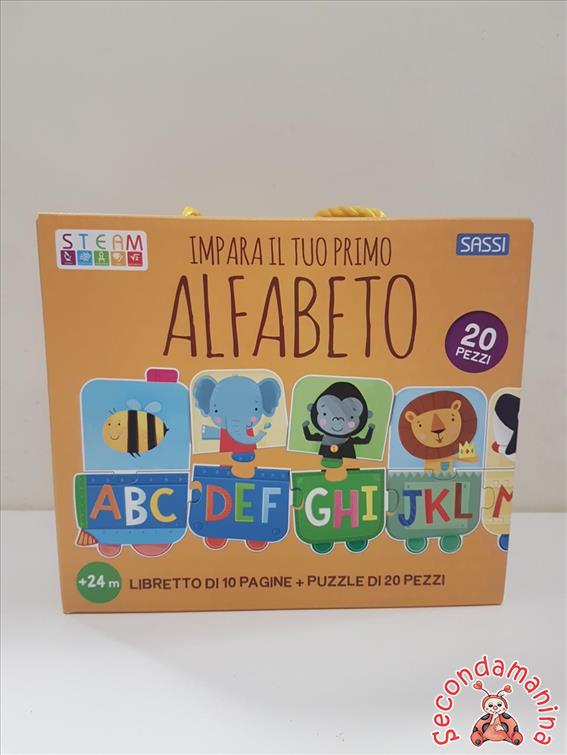 STEAM
IMPARA IL TUO PRIMO
SASSI
ALFABETO
20
PEZZI
ABC DEF GHI JKL M
+24 m
LIBRETTO DI 10 PAGINE + PUZZLE DI 20 PEZZI
Secondamanina